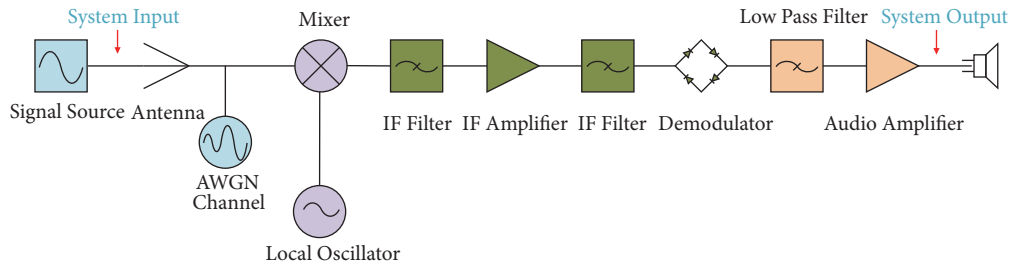 System Input
Mixer
Low Pass Filter
System Output
Signal Source
Antenna
IF Filter
IF Amplifier
IF Filter
Demodulator
Audio Amplifier
AWGN
Channel
Local Oscillator